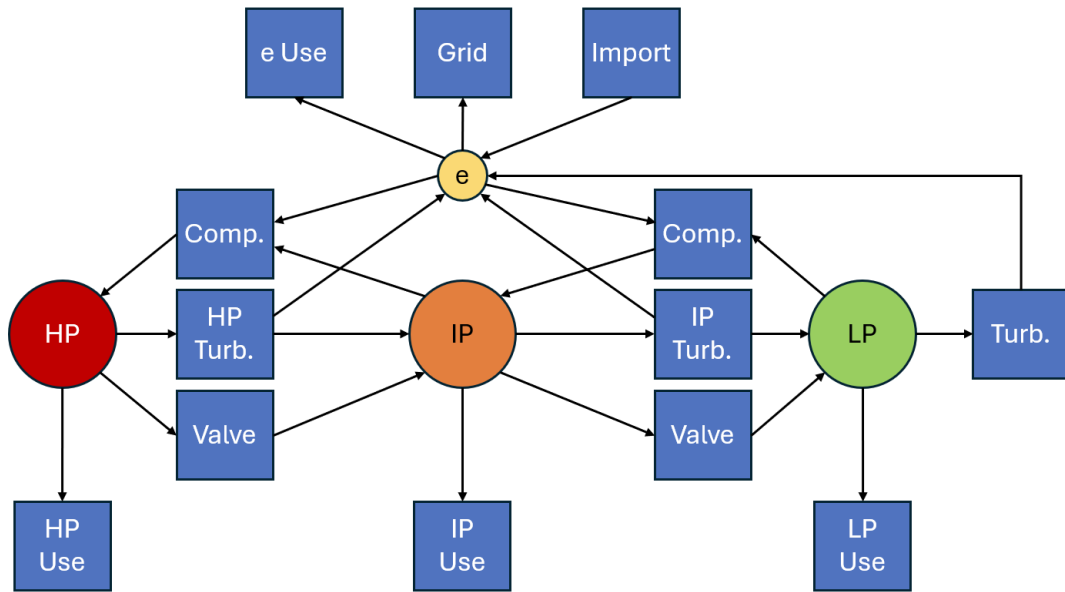 e Use
Grid
Import
e
Comp.
Comp.
HP
HP
Turb.
IP
IP
Turb.
LP
Turb.
Valve
Valve
HP
Use
IP
Use
LP
Use